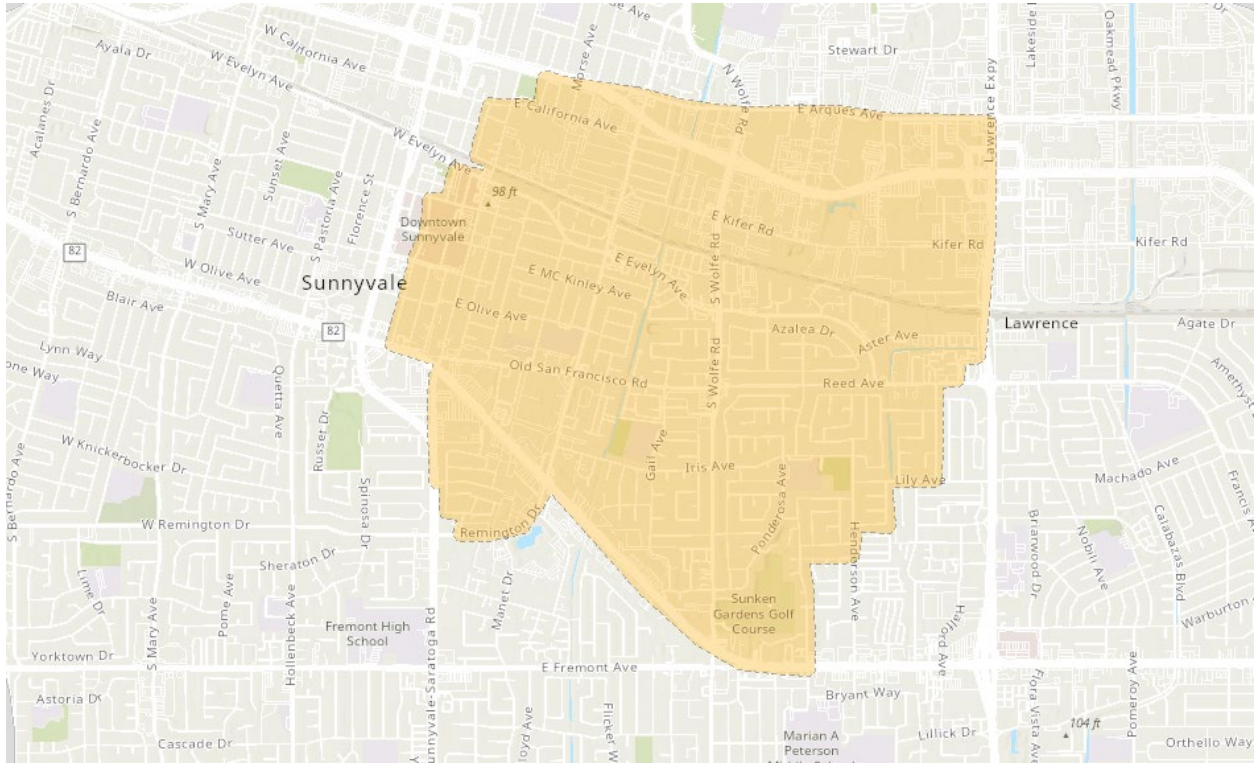 W California Ave
Ayala Dr
W Evelyn Ave
Morse Ave
Stewart Dr
N Wolfe Rd
Lawrence Expy
Oakmead Pkwy
Acalanes Dr
S Bernardo Ave
Sunset Ave
E California Ave
E Arques Ave
W Evelyn Ave
S Mary Ave
S Pastoria Ave
Florence St
98 ft
Downtown
Sunnyvale
Sutter Ave
E Kifer Rd
Kifer Rd
Kifer Rd
82
W Olive Ave
Sunnyvale
E MC Kinley Ave
E Evelyn Ave
S Wolfe Rd
Blair Ave
E Olive Ave
82
Azalea Dr
Aster Ave
Lawrence
Agate Dr
Lynn Way
Old San Francisco Rd
S Wolfe Rd
Reed Ave
Amethyst
Quetta Ave
Russet Dr
W Knickerbocker Dr
Gail Ave
Iris Ave
Ponderosa Ave
Lily Ave
Machado Ave
Spinosa Dr
W Remington Dr
Remington Dr
Henderson Ave
Briarwood Dr
Nobili Ave
Calabazas Blvd
Sheraton Dr
Lime Dr
Pome Ave
Hollenbeck Ave
Manet Dr
Sunken
Gardens Golf
Course
Halford Ave
Warburton
Fremont High
School
S Mary Ave
Yorktown Dr
E Fremont Ave
Astoria Dr
Bryant Way
Flora Vista Ave
Pomeroy Ave
104 ft
Cascade Dr
Lillick Dr
Marian A
Peterson
Orthello Way